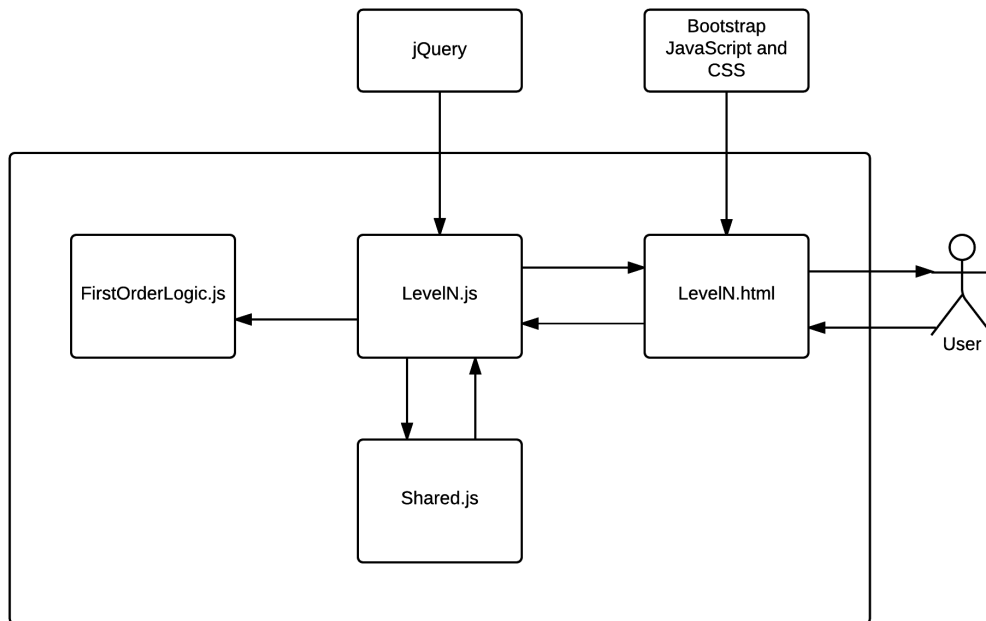 jQuery
Bootstrap
JavaScript and
CSS
FirstOrderLogic.js
LevelN.js
LevelN.html
User
Shared.js